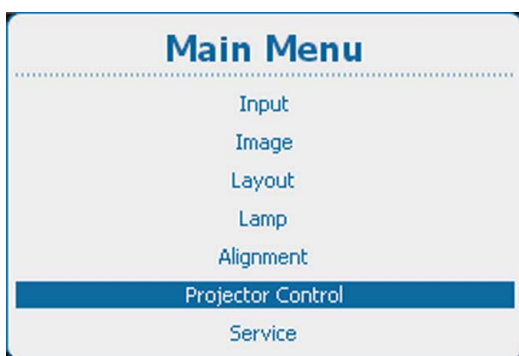 Main Menu
Input
Image
Layout
Lamp
Alignment
Projector Control
Service